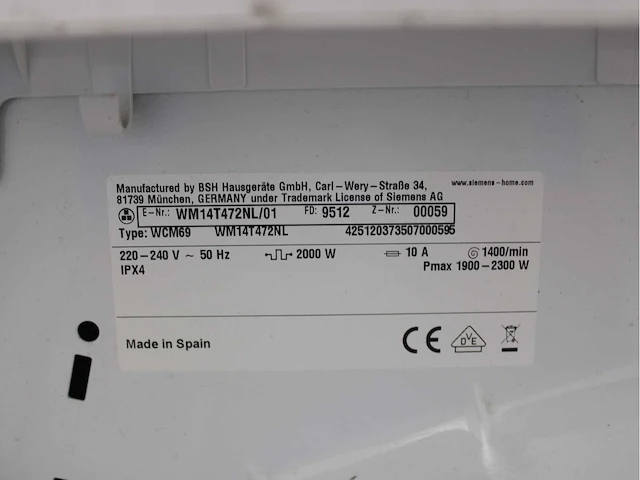 Manufactured by BSH Hausgeräte GmbH, Carl-Wery-Straße 34,
www.siemens-home.com
81739 München, GERMANY under Trademark License of Siemens AG
E-Nr.: WM14T472NL/01 FD: 9512 Z-Nr.: 00059
Type: WCM69 WM14T472NL 425120373507000595
220-240 V ~ 50 Hz 2000 W 10 A 1400/min
IPX4 Pmax 1900-2300 W
Made in Spain CE VDE